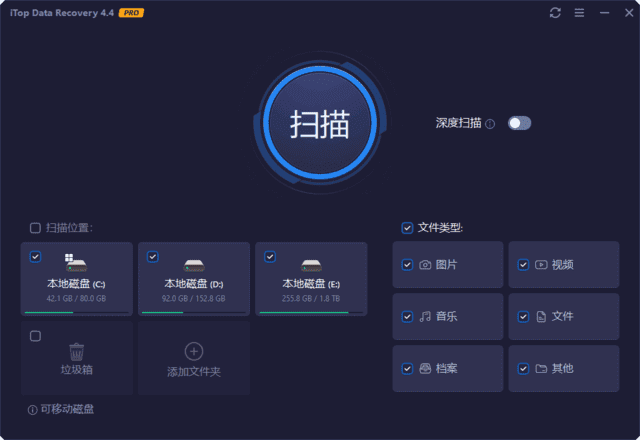 iTop Data Recovery 4.4 PRO
扫描
深度扫描
扫描位置:
文件类型:
本地磁盘 (C:)
42.1 GB / 80.0 GB
本地磁盘 (D:)
92.0 GB / 152.8 GB
本地磁盘 (E:)
255.8 GB / 1.8 TB
垃圾箱
添加文件夹
可移动磁盘
图片
视频
音乐
文件
档案
其他